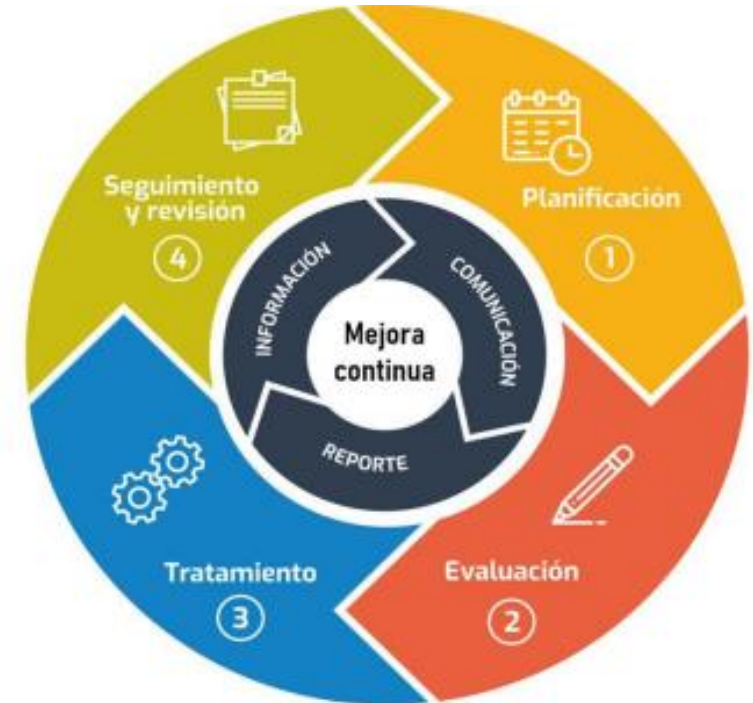 Planificación
1
Evaluación
2
Tratamiento
3
Seguimiento
y revisión
4
INFORMACIÓN
COMUNICACIÓN
REPORTE
Mejora
continua